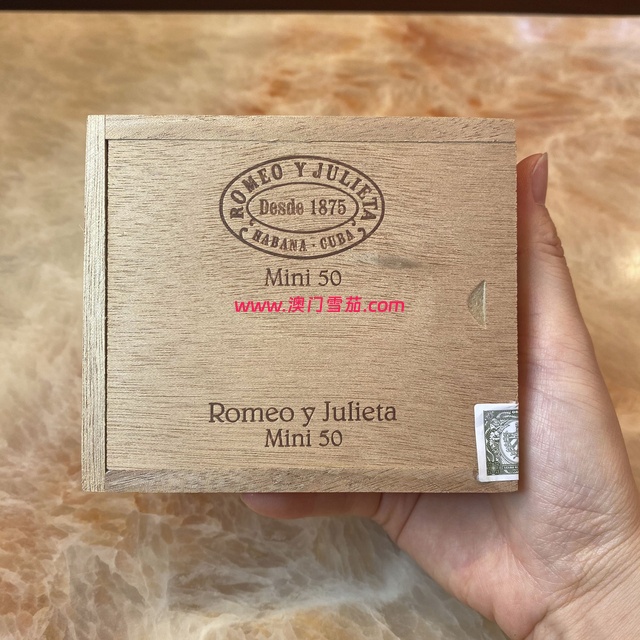 ROMEO Y JULIETA
Desde 1875
HABANA - CUBA
Mini 50
www.澳门雪茄.com
Romeo y Julieta
Mini 50